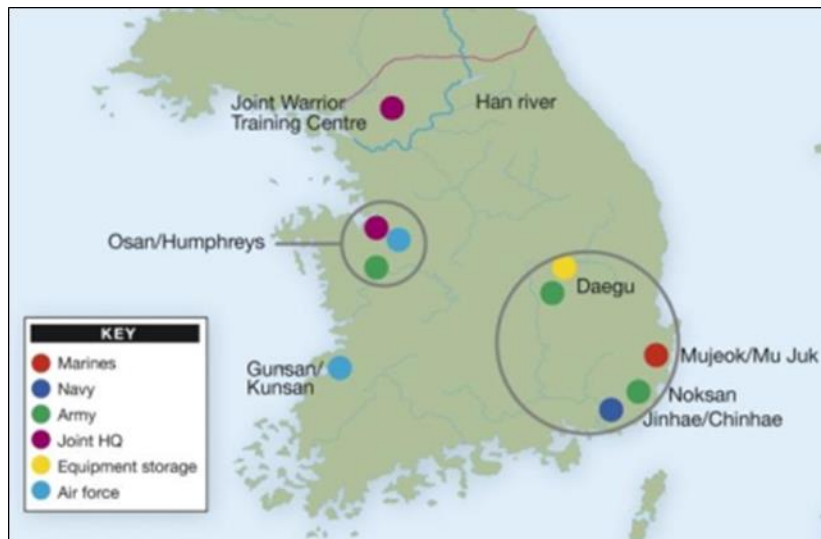 Joint Warrior
Training Centre
Han river
Osan/Humphreys
Daegu
Gunsan/
Kunsan
Mujeok/Mu Juk
Noksan
Jinhae/Chinhae
KEY
Marines
Navy
Army
Joint HQ
Equipment storage
Air force